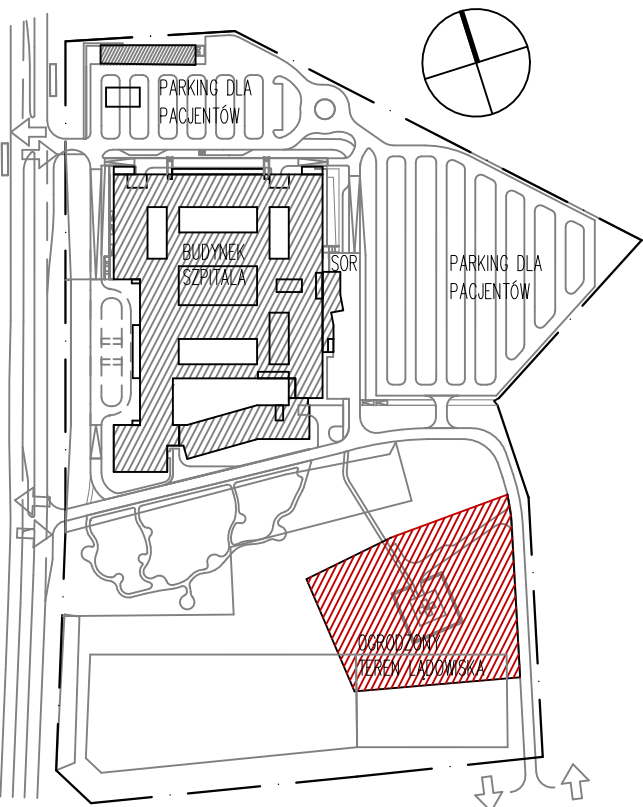 PARKING DLA
PACJENTÓW
BUDYNEK
SZPITALA
SOR
PARKING DLA
PACJENTÓW
OGRODZONY
TEREN LĄDOWISKA